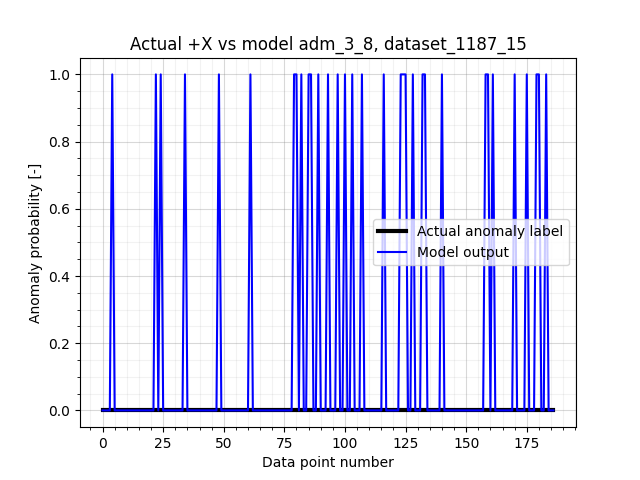 Actual +X vs model adm_3_8, dataset_1187_15
Anomaly probability [-]
1.0
0.8
0.6
0.4
0.2
0.0
Actual anomaly label
Model output
0 25 50 75 100 125 150 175
Data point number